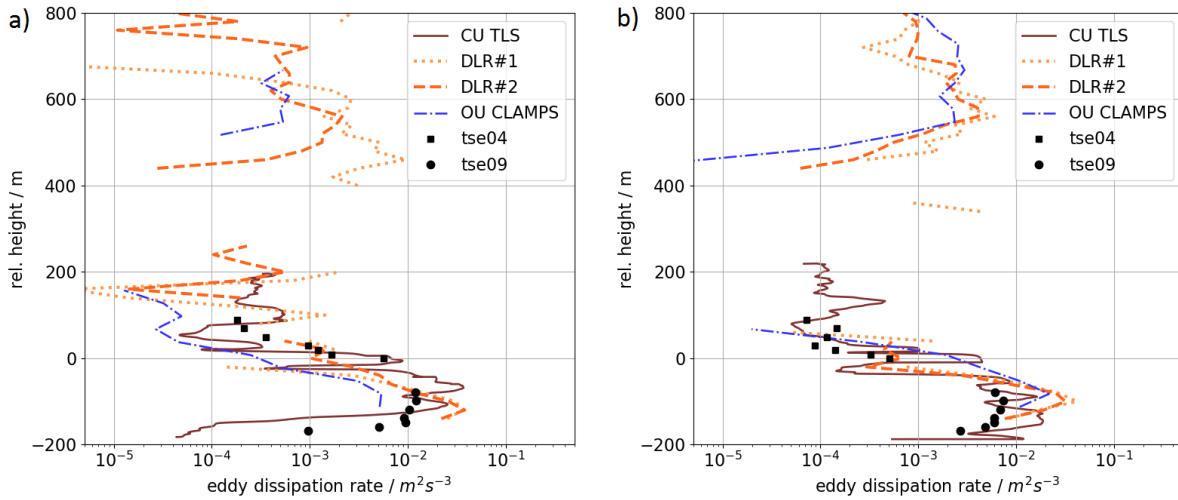 a)
800
600
400
200
0
−200
rel. height / m
10⁻⁵
10⁻⁴
10⁻³
10⁻²
10⁻¹
eddy dissipation rate / m²s⁻³
CU TLS
DLR#1
DLR#2
OU CLAMPS
tse04
tse09
b)
800
600
400
200
0
−200
rel. height / m
10⁻⁵
10⁻⁴
10⁻³
10⁻²
10⁻¹
eddy dissipation rate / m²s⁻³
CU TLS
DLR#1
DLR#2
OU CLAMPS
tse04
tse09